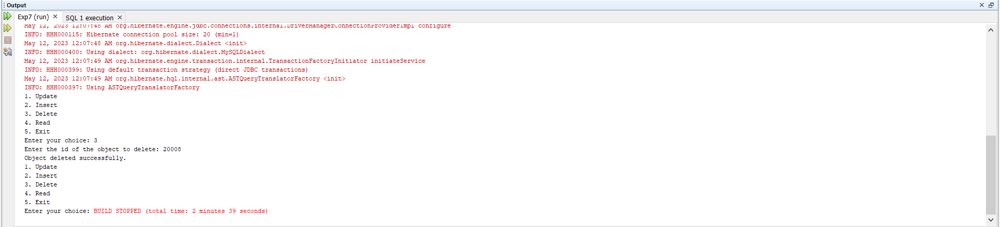 Output
Exp7 (run)
SQL 1 execution
May 12, 2023 12:07:48 AM org.hibernate.engine.jdbc.connections.internal.DriverManagerConnectionProviderImpl configure
INFO: HHH000115: Hibernate connection pool size: 20 (min=1)
May 12, 2023 12:07:48 AM org.hibernate.dialect.Dialect <init>
INFO: HHH000400: Using dialect: org.hibernate.dialect.MySQLDialect
May 12, 2023 12:07:49 AM org.hibernate.engine.transaction.internal.TransactionFactoryInitiator initiateService
INFO: HHH000399: Using default transaction strategy (direct JDBC transactions)
May 12, 2023 12:07:49 AM org.hibernate.hql.internal.ast.ASTQueryTranslatorFactory <init>
INFO: HHH000397: Using ASTQueryTranslatorFactory
1. Update
2. Insert
3. Delete
4. Read
5. Exit
Enter your choice: 3
Enter the id of the object to delete: 20008
Object deleted successfully.
1. Update
2. Insert
3. Delete
4. Read
5. Exit
Enter your choice: BUILD STOPPED (total time: 2 minutes 39 seconds)